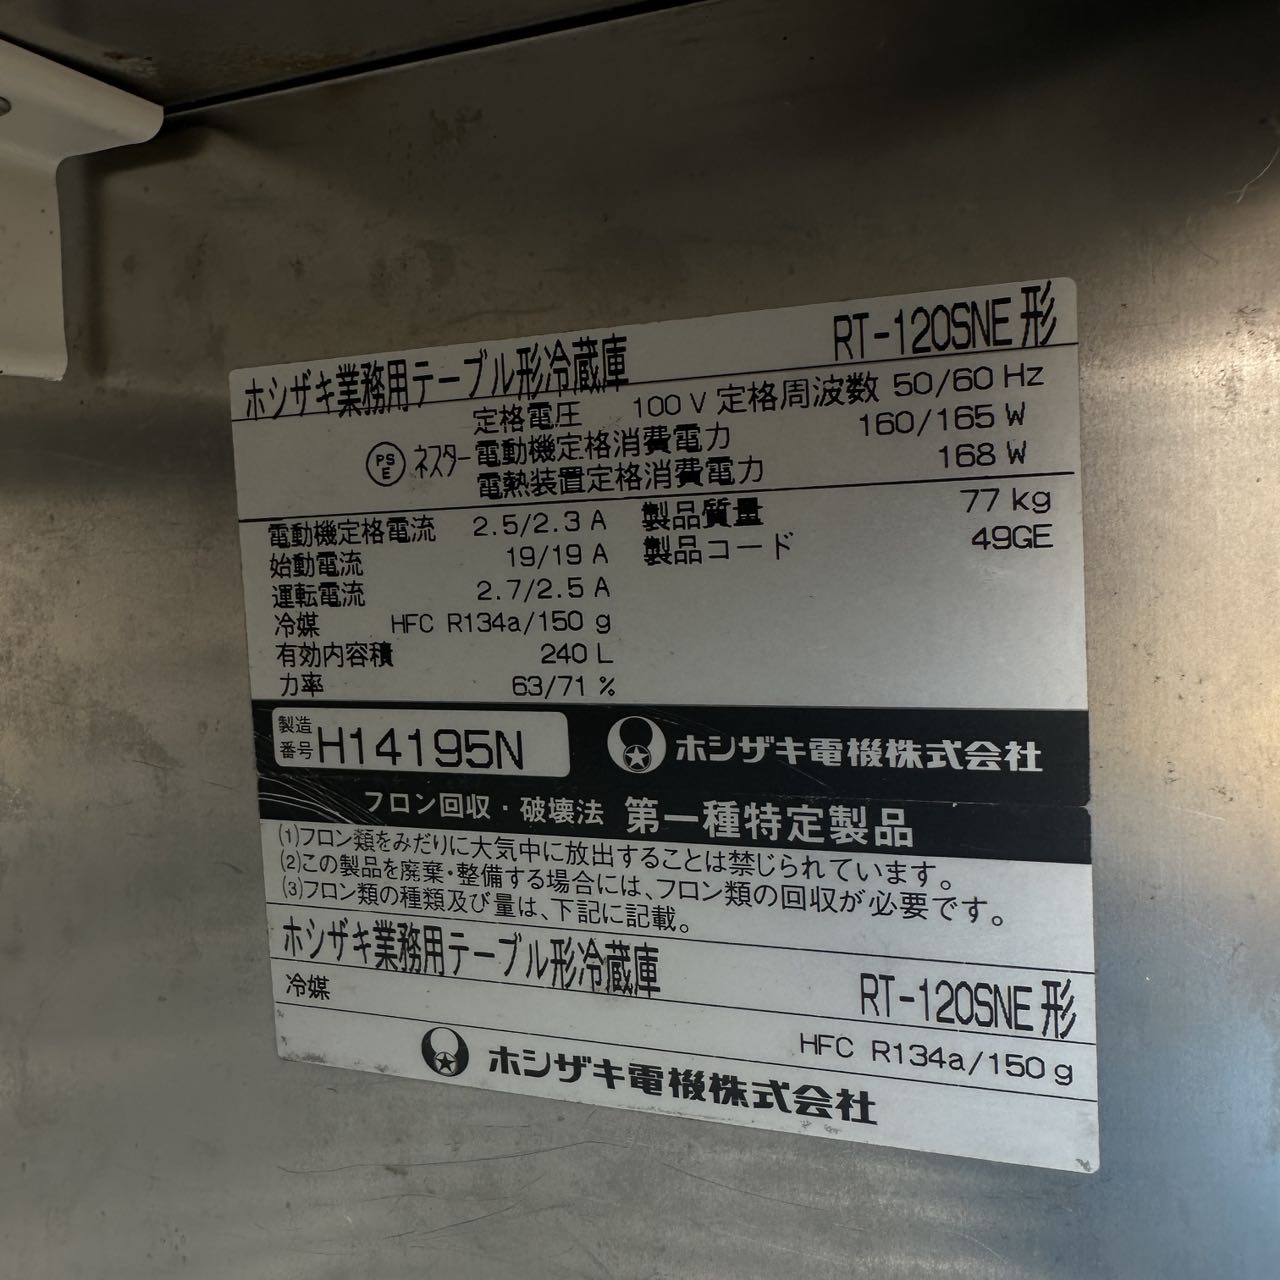 ホシザキ業務用テーブル形冷蔵庫 RT-120SNE形
定格電圧 100V 定格周波数 50/60 Hz
PSE ネスター 電動機定格消費電力 160/165 W
電熱装置定格消費電力 168 W
電動機定格電流 2.5/2.3 A 製品質量 77 kg
始動電流 19/19 A 製品コード 49GE
運転電流 2.7/2.5 A
冷媒 HFC R134a/150 g
有効内容積 240 L
力率 63/71 %
製造番号 H14195N ホシザキ電機株式会社
フロン回収・破壊法 第一種特定製品
(1)フロン類をみだりに大気中に放出することは禁じられています。
(2)この製品を廃棄・整備する場合には、フロン類の回収が必要です。
(3)フロン類の種類及び量は、下記に記載。
ホシザキ業務用テーブル形冷蔵庫 RT-120SNE形
冷媒 HFC R134a/150 g
ホシザキ電機株式会社